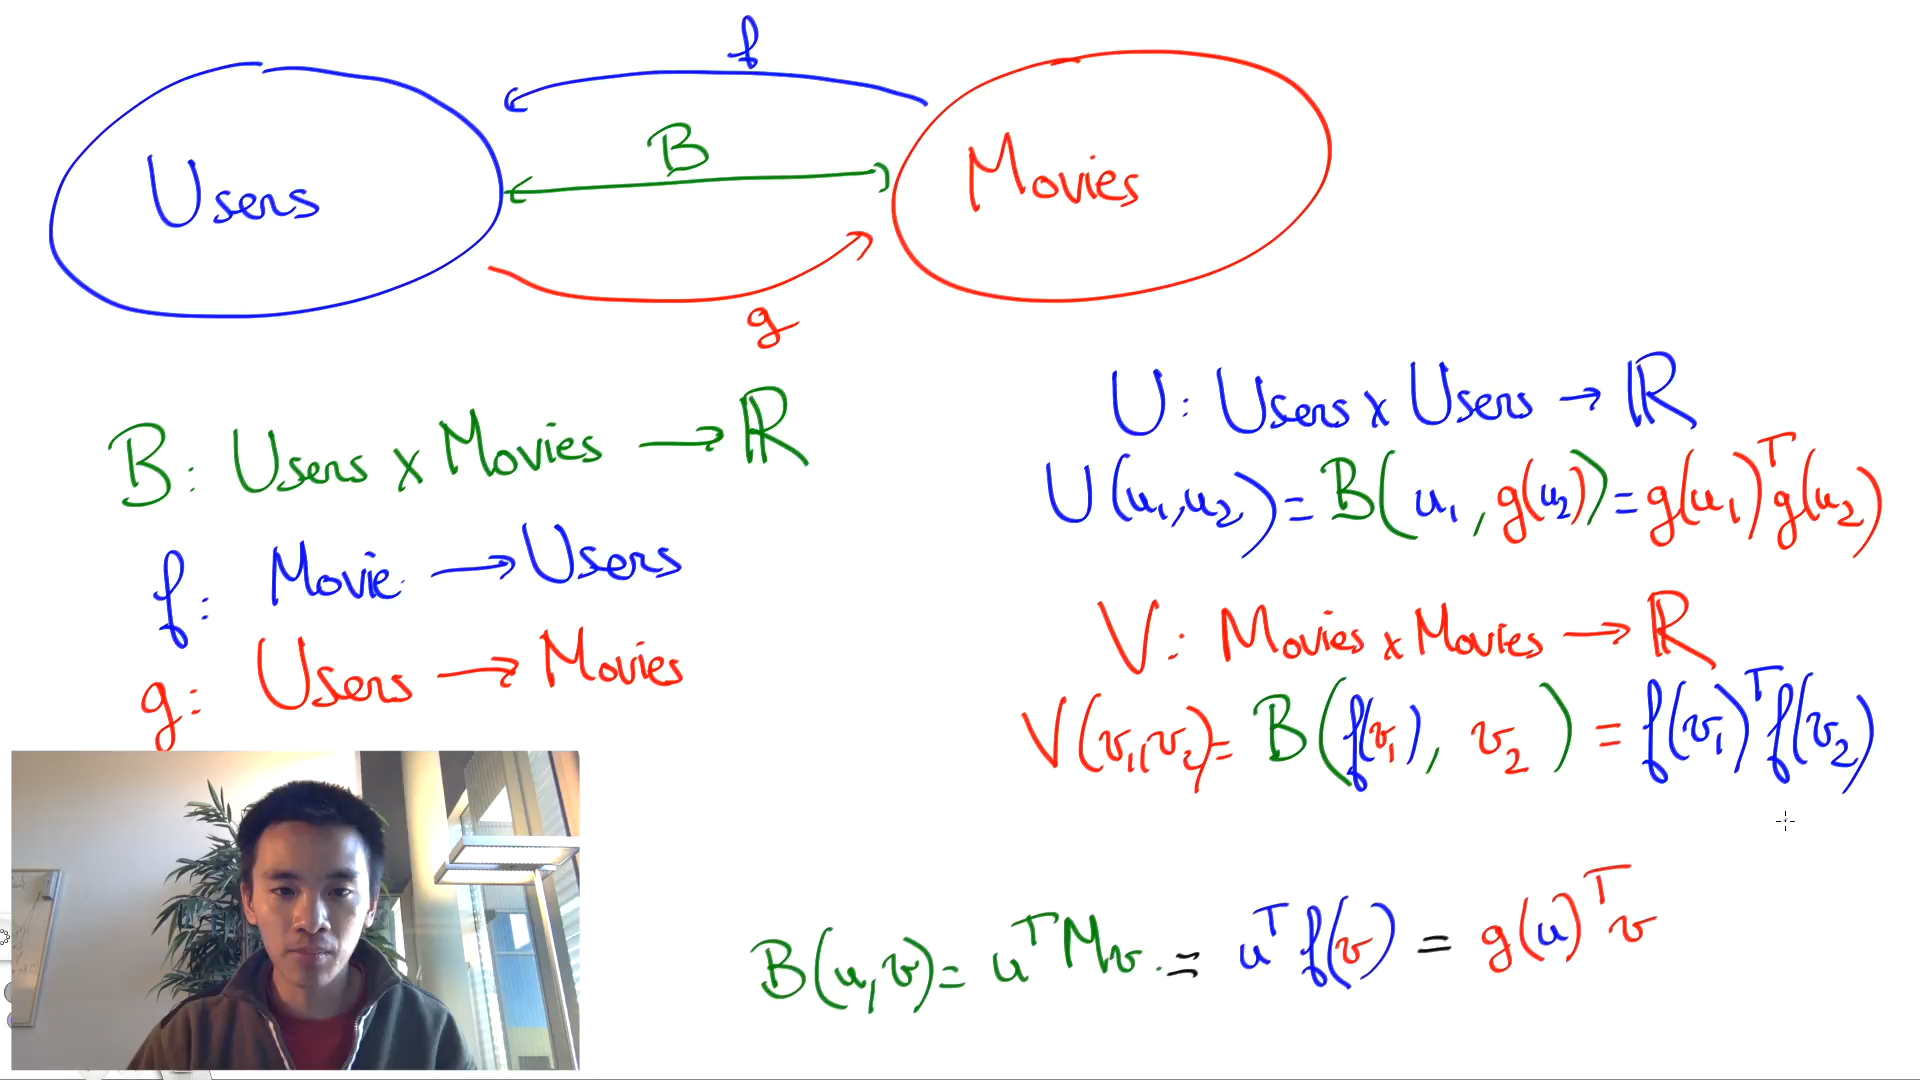 f
B
Users
Movies
g
B: Users x Movies → ℝ
f: Movie → Users
g: Users → Movies
U: Users x Users → ℝ
U(u₁,u₂) = B(u₁, g(u₂)) = g(u₁)ᵀg(u₂)
V: Movies x Movies → ℝ
V(v₁,v₂) = B(f(v₁), v₂) = f(v₁)ᵀf(v₂)
B(u,v) = uᵀMv = uᵀf(v) = g(u)ᵀv